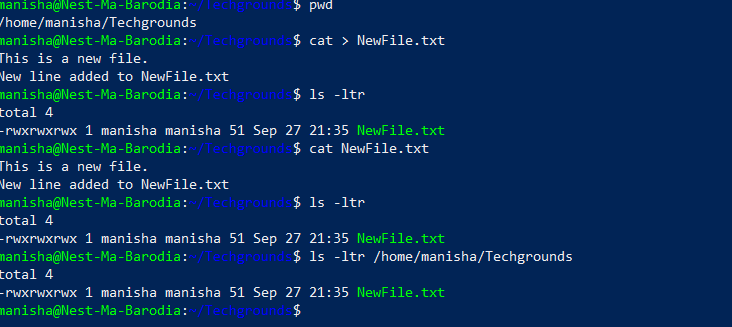 manisha@Nest-Ma-Barodia:~/Techgrounds$ pwd
/home/manisha/Techgrounds
manisha@Nest-Ma-Barodia:~/Techgrounds$ cat > NewFile.txt
This is a new file.
New line added to NewFile.txt
manisha@Nest-Ma-Barodia:~/Techgrounds$ ls -ltr
total 4
-rwxrwxrwx 1 manisha manisha 51 Sep 27 21:35 NewFile.txt
manisha@Nest-Ma-Barodia:~/Techgrounds$ cat NewFile.txt
This is a new file.
New line added to NewFile.txt
manisha@Nest-Ma-Barodia:~/Techgrounds$ ls -ltr
total 4
-rwxrwxrwx 1 manisha manisha 51 Sep 27 21:35 NewFile.txt
manisha@Nest-Ma-Barodia:~/Techgrounds$ ls -ltr /home/manisha/Techgrounds
total 4
-rwxrwxrwx 1 manisha manisha 51 Sep 27 21:35 NewFile.txt
manisha@Nest-Ma-Barodia:~/Techgrounds$